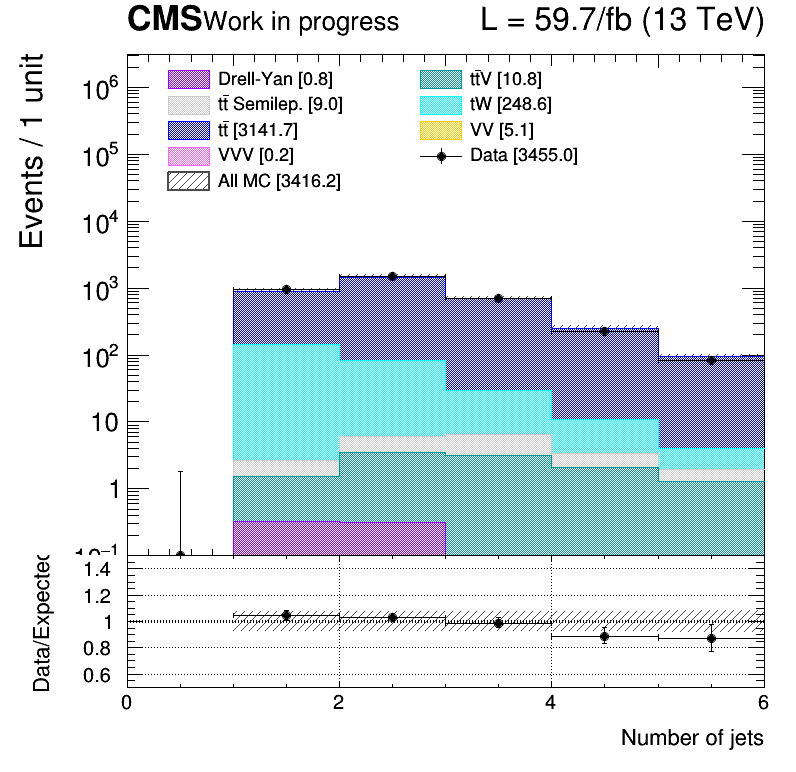 CMS Work in progress L = 59.7/fb (13 TeV)
Events / 1 unit
Drell-Yan [0.8] tt̄V [10.8]
tt̄ Semilep. [9.0] tW [248.6]
tt̄ [3141.7] VV [5.1]
VVV [0.2] Data [3455.0]
All MC [3416.2]
10⁶
10⁵
10⁴
10³
10²
10
1
10⁻¹
Data/Expected
1.4
1.2
1
0.8
0.6
0 2 4 6
Number of jets